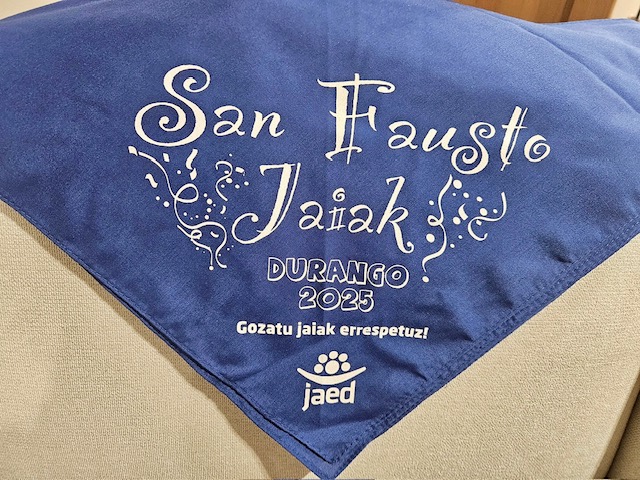 San Fausto
Jaiak
DURANGO
2025
Gozatu jaiak errespetuz!
jaed